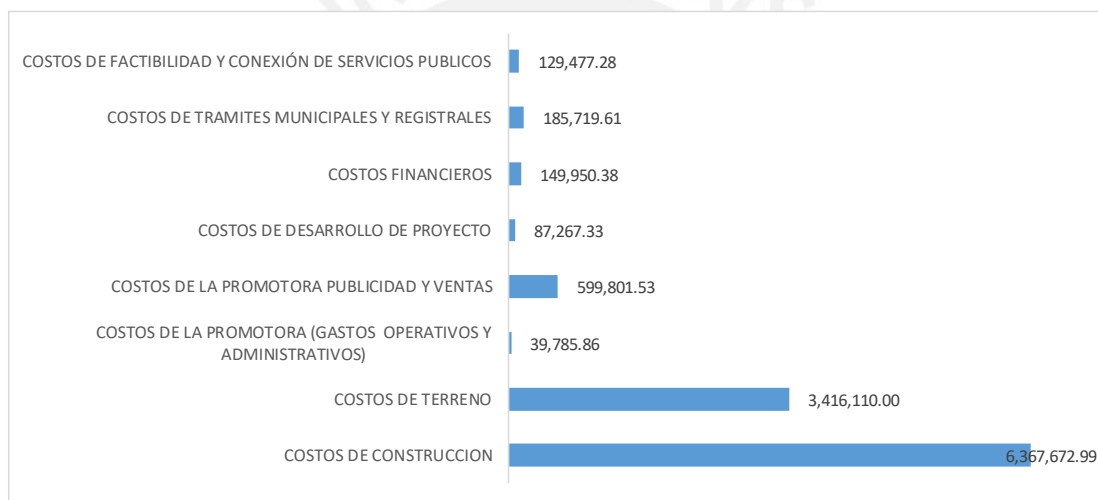 COSTOS DE FACTIBILIDAD Y CONEXIÓN DE SERVICIOS PUBLICOS 129,477.28
COSTOS DE TRAMITES MUNICIPALES Y REGISTRALES 185,719.61
COSTOS FINANCIEROS 149,950.38
COSTOS DE DESARROLLO DE PROYECTO 87,267.33
COSTOS DE LA PROMOTORA PUBLICIDAD Y VENTAS 599,801.53
COSTOS DE LA PROMOTORA (GASTOS OPERATIVOS Y
ADMINISTRATIVOS) 39,785.86
COSTOS DE TERRENO 3,416,110.00
COSTOS DE CONSTRUCCION 6,367,672.99